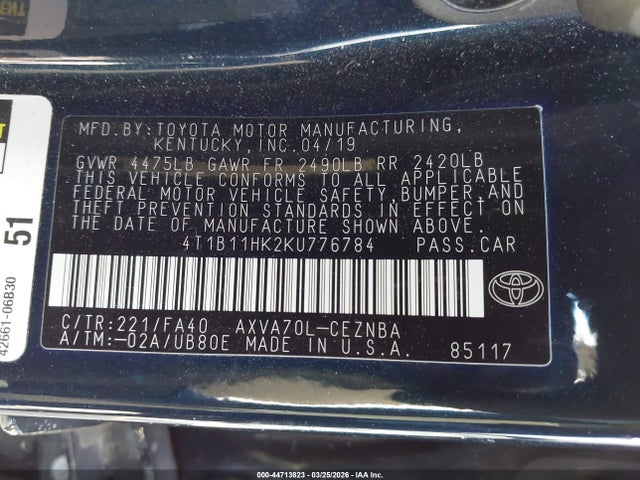 MFD.BY:TOYOTA MOTOR MANUFACTURING,
KENTUCKY,INC.04/19
GVWR 4475LB GAWR FR 2490LB RR 2420LB
THIS VEHICLE CONFORMS TO ALL APPLICABLE
FEDERAL MOTOR VEHICLE SAFETY,BUMPER,AND
THEFT PREVENTION STANDARDS IN EFFECT ON
THE DATE OF MANUFACTURE SHOWN ABOVE.
4T1B11HK2KU776784 PASS.CAR
C/TR:221/FA40 AXVA70L-CEZNBA
A/TM:-02A/UB80E MADE IN U.S.A. 85117
51
42661-06B30
000-44713823 | 03/25/2026 - IAAI.CA